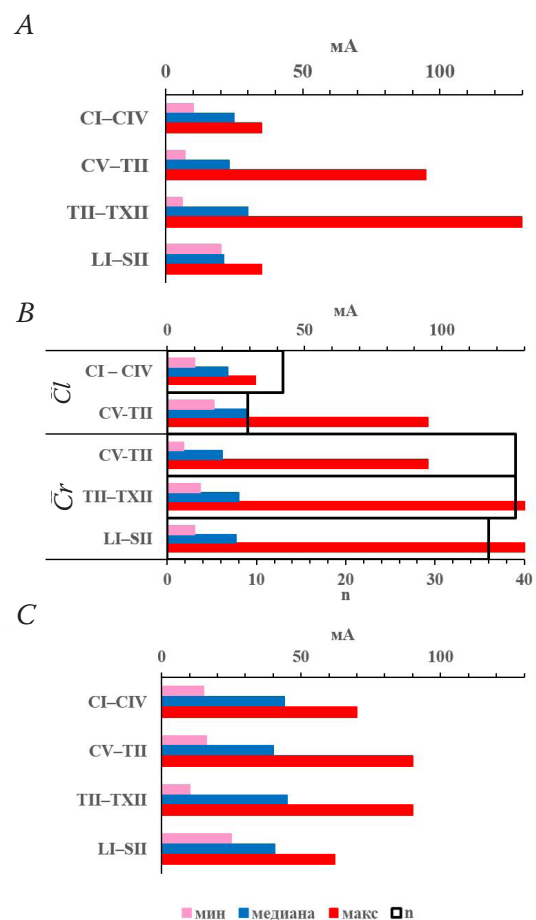 A
мА
0 50 100
CI–CIV
CV–TII
TII–TXII
LI–SII
B
мА
0 50 100
C̄l
CI – CIV
CV-TII
C̄r
CV-TII
TII–TXII
LI–SII
0 10 20 30 40
n
C
мА
0 50 100
CI–CIV
CV–TII
TII–TXII
LI–SII
мин медиана макс n